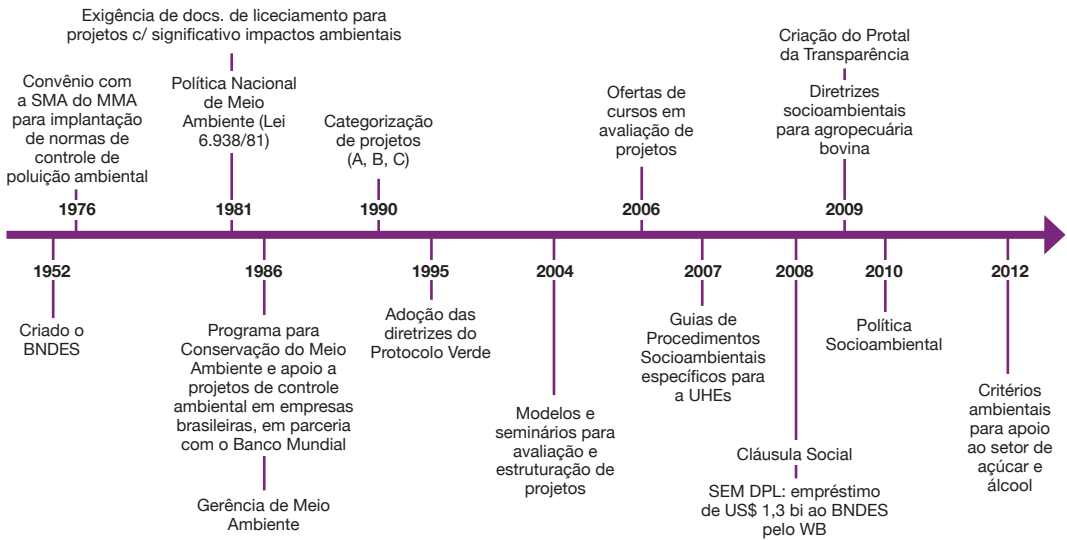 Exigência de docs. de liceciamento para
projetos c/ significativo impactos ambientais
Convênio com
a SMA do MMA
para implantação
de normas de
controle de
poluição ambiental
1976
Política Nacional
de Meio
Ambiente (Lei
6.938/81)
1981
Categorização
de projetos
(A, B, C)
1990
Ofertas de
cursos em
avaliação de
projetos
2006
Criação do Protal
da Transparência
Diretrizes
socioambientais
para agropecuária
bovina
2009
1952
Criado o
BNDES
1986
Programa para
Conservação do Meio
Ambiente e apoio a
projetos de controle
ambiental em empresas
brasileiras, em parceria
com o Banco Mundial
Gerência de Meio
Ambiente
1995
Adoção das
diretrizes do
Protocolo Verde
2004
Modelos e
seminários para
avaliação e
estruturação de
projetos
2007
Guias de
Procedimentos
Socioambientais
específicos para
a UHEs
2008
Cláusula Social
SEM DPL: empréstimo
de US$ 1,3 bi ao BNDES
pelo WB
2010
Política
Socioambiental
2012
Critérios
ambientais
para apoio
ao setor de
açúcar e
álcool